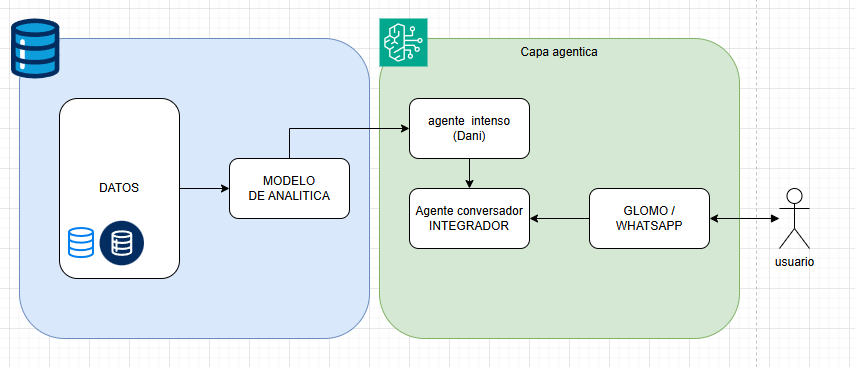 Capa agentica
agente intenso
(Dani)
DATOS
MODELO
DE ANALITICA
Agente conversador
INTEGRADOR
GLOMO /
WHATSAPP
usuario